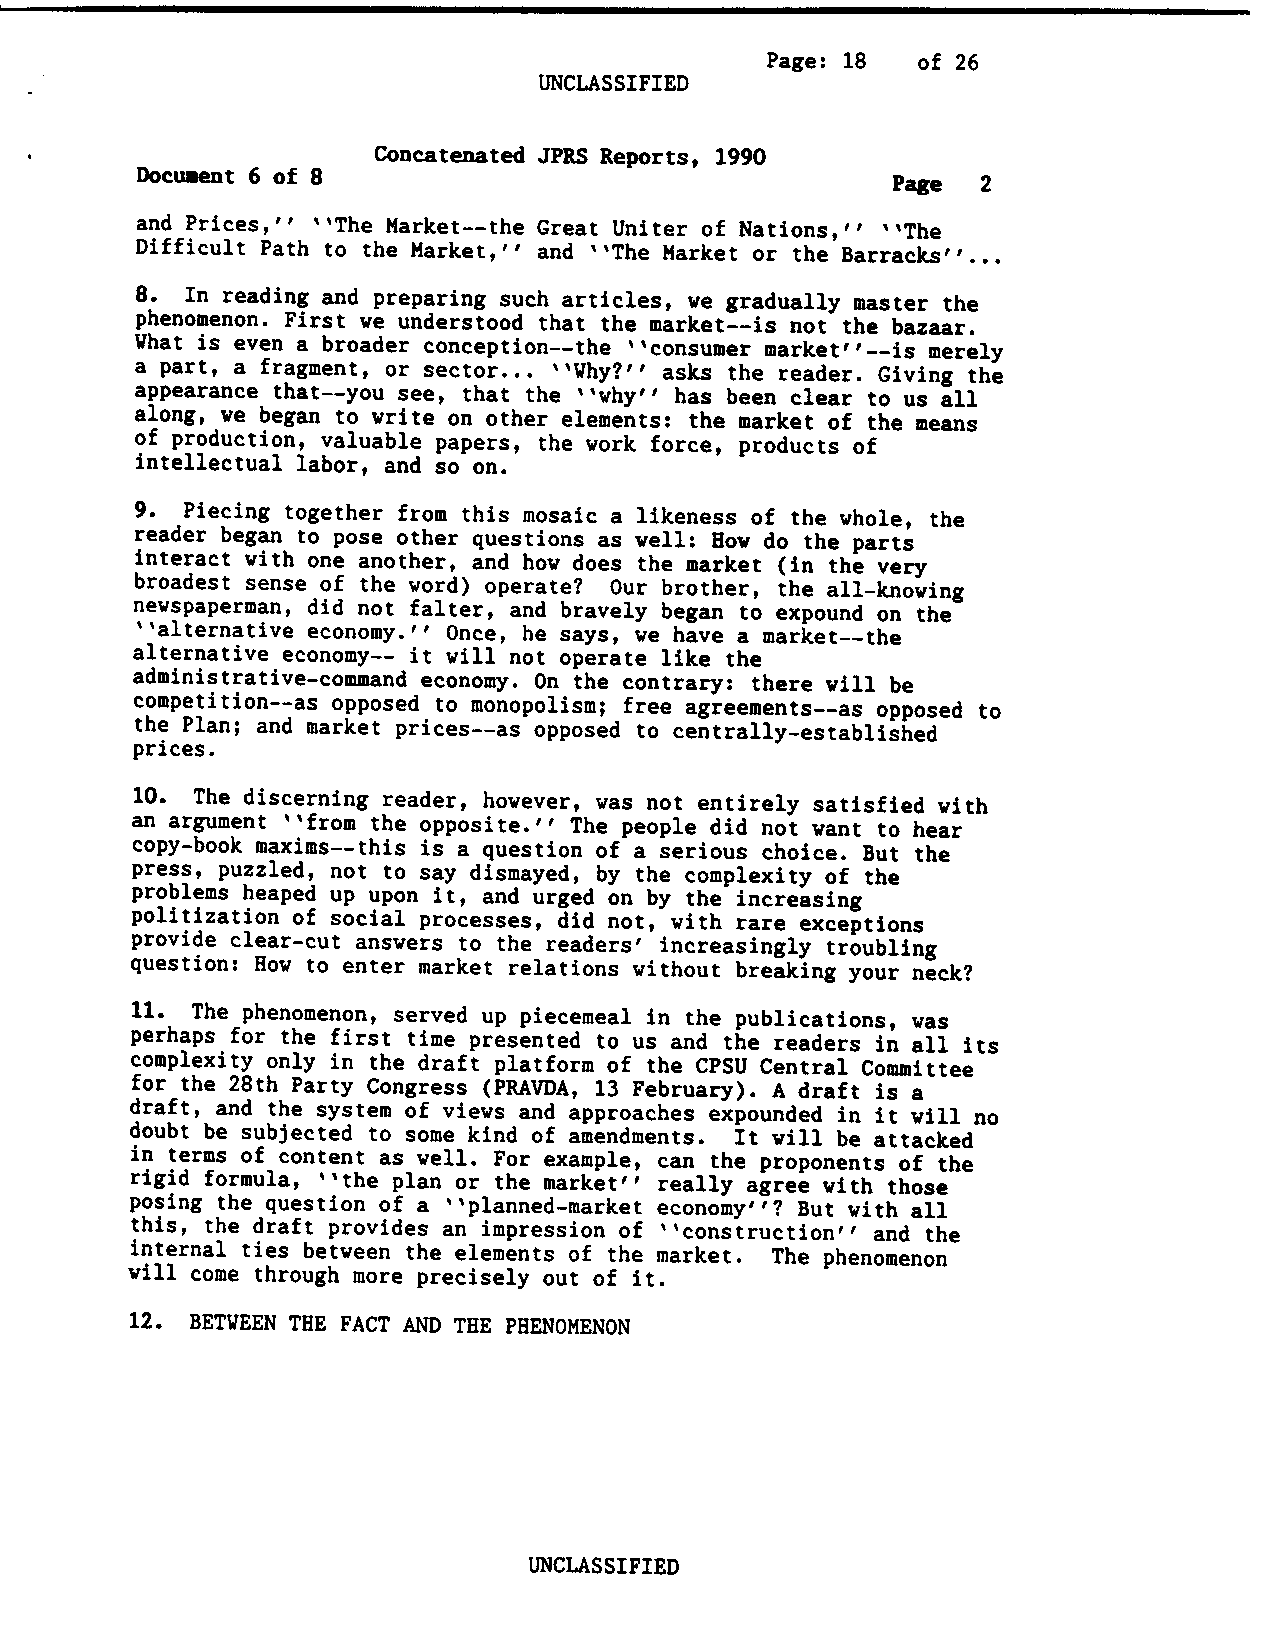 Page: 18 of 26
UNCLASSIFIED
Concatenated JPRS Reports, 1990
Document 6 of 8
Page 2
and Prices,'' ``The Market--the Great Uniter of Nations,'' ``The
Difficult Path to the Market,'' and ``The Market or the Barracks''...
8. In reading and preparing such articles, we gradually master the
phenomenon. First we understood that the market--is not the bazaar.
What is even a broader conception--the ``consumer market''--is merely
a part, a fragment, or sector... ``Why?'' asks the reader. Giving the
appearance that--you see, that the ``why'' has been clear to us all
along, we began to write on other elements: the market of the means
of production, valuable papers, the work force, products of
intellectual labor, and so on.
9. Piecing together from this mosaic a likeness of the whole, the
reader began to pose other questions as well: How do the parts
interact with one another, and how does the market (in the very
broadest sense of the word) operate? Our brother, the all-knowing
newspaperman, did not falter, and bravely began to expound on the
``alternative economy.'' Once, he says, we have a market--the
alternative economy-- it will not operate like the
administrative-command economy. On the contrary: there will be
competition--as opposed to monopolism; free agreements--as opposed to
the Plan; and market prices--as opposed to centrally-established
prices.
10. The discerning reader, however, was not entirely satisfied with
an argument ``from the opposite.'' The people did not want to hear
copy-book maxims--this is a question of a serious choice. But the
press, puzzled, not to say dismayed, by the complexity of the
problems heaped up upon it, and urged on by the increasing
politization of social processes, did not, with rare exceptions
provide clear-cut answers to the readers' increasingly troubling
question: How to enter market relations without breaking your neck?
11. The phenomenon, served up piecemeal in the publications, was
perhaps for the first time presented to us and the readers in all its
complexity only in the draft platform of the CPSU Central Committee
for the 28th Party Congress (PRAVDA, 13 February). A draft is a
draft, and the system of views and approaches expounded in it will no
doubt be subjected to some kind of amendments. It will be attacked
in terms of content as well. For example, can the proponents of the
rigid formula, ``the plan or the market'' really agree with those
posing the question of a ``planned-market economy''? But with all
this, the draft provides an impression of ``construction'' and the
internal ties between the elements of the market. The phenomenon
will come through more precisely out of it.
12. BETWEEN THE FACT AND THE PHENOMENON
UNCLASSIFIED